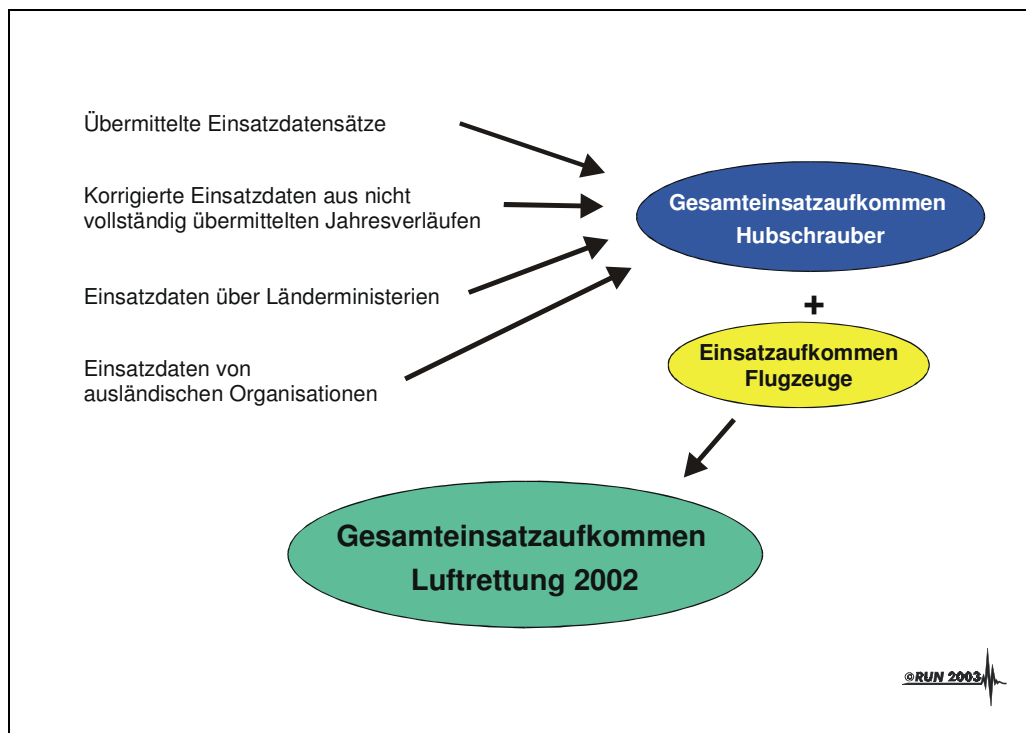 Übermittelte Einsatzdatensätze
Korrigierte Einsatzdaten aus nicht
vollständig übermittelten Jahresverläufen
Einsatzdaten über Länderministerien
Einsatzdaten von
ausländischen Organisationen
Gesamteinsatzaufkommen
Hubschrauber
+
Einsatzaufkommen
Flugzeuge
Gesamteinsatzaufkommen
Luftrettung 2002
©RUN 2003